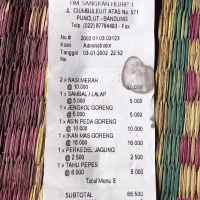 RM. SANGKAN HURIP 1
JL. CIUMBULEUIT ATAS No. 571
PUNCLUT - BANDUNG
Telp. (022) 87784493 - Fax
No # 2002 01 03 03123
Kasir Administrator
Tanggal 03-01-2002 22:52
No Meja
2 x NASI MERAH
@ 10.000
1 x SAMBAL / LALAP
@ 5.000 5.000
1 x JENGKOL GORENG
@ 5.000 5.000
1 x ASIN PEDA GORENG
@ 10.000 10.000
1 x IKAN MAS GORENG
@ 16.000 16.000
1 x PERKEDEL JAGUNG
@ 2.500 2.500
1 x TAHU PEPES
@ 8.000 8.000
Total Menu 8
SUBTOTAL 66.500